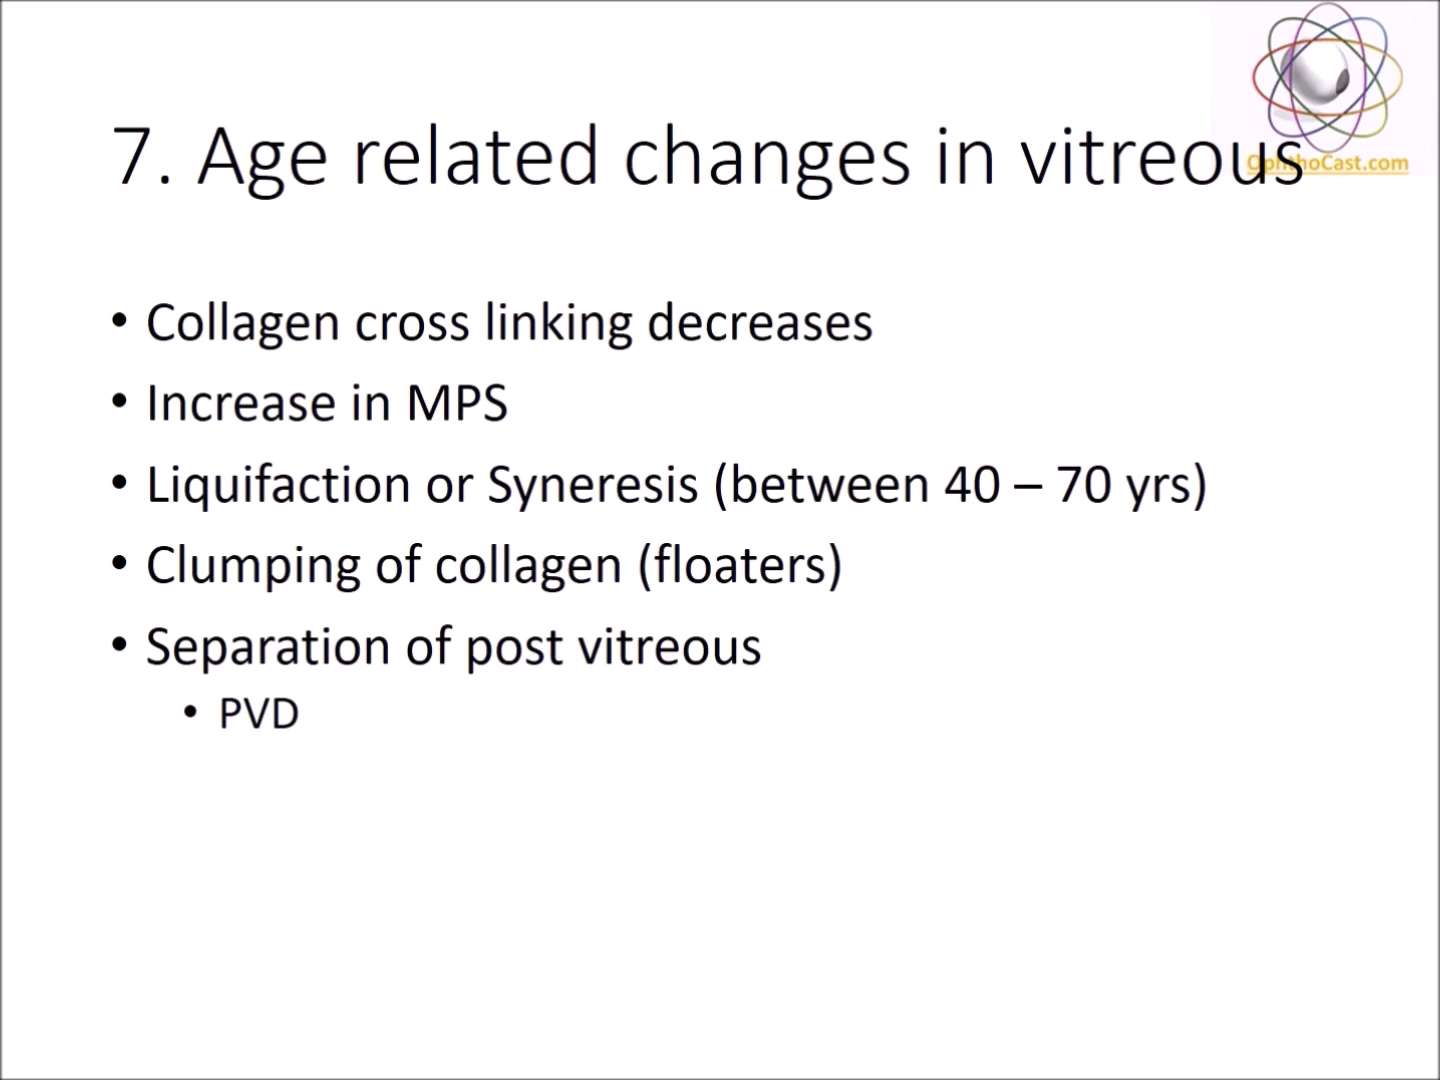 7. Age related changes in vitreous
OphthoCast.com
• Collagen cross linking decreases
• Increase in MPS
• Liquifaction or Syneresis (between 40 – 70 yrs)
• Clumping of collagen (floaters)
• Separation of post vitreous
• PVD